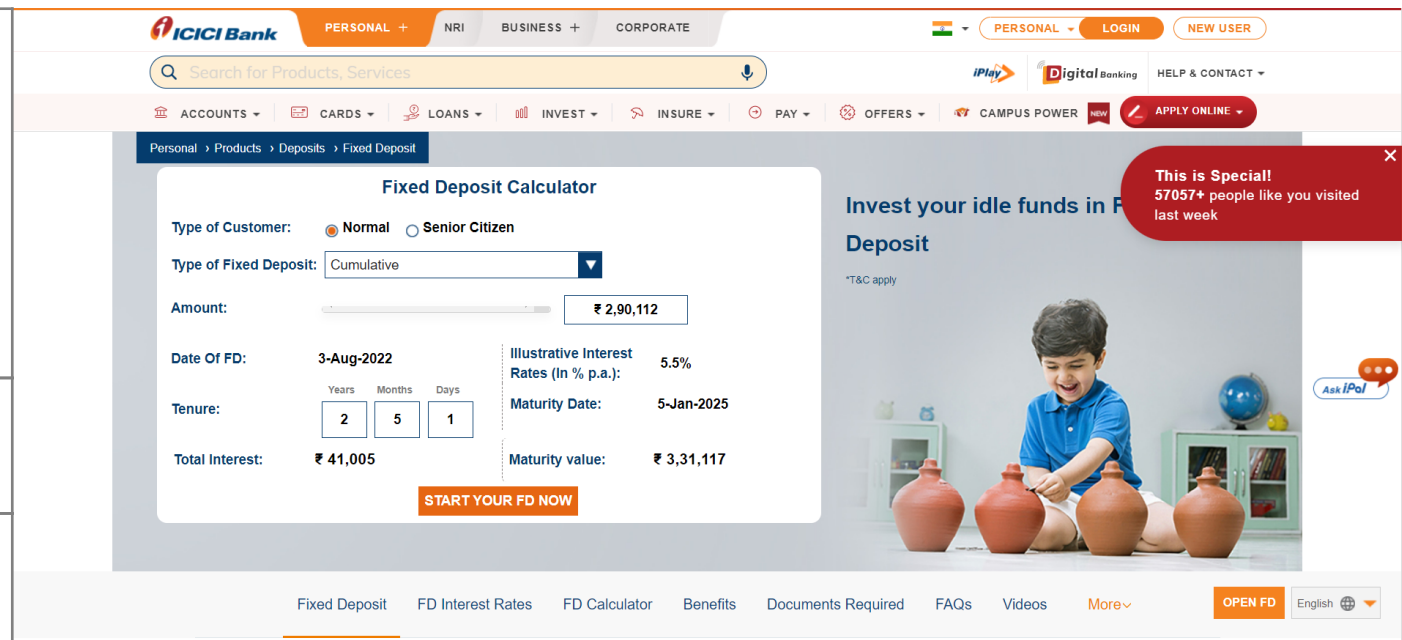 ICICI Bank
PERSONAL + NRI BUSINESS + CORPORATE
PERSONAL LOGIN NEW USER
Search for Products, Services
iPlay Digital Banking HELP & CONTACT
ACCOUNTS CARDS LOANS INVEST INSURE PAY OFFERS CAMPUS POWER NEW APPLY ONLINE
Personal › Products › Deposits › Fixed Deposit
This is Special!
57057+ people like you visited
last week
Fixed Deposit Calculator
Type of Customer: Normal Senior Citizen
Type of Fixed Deposit: Cumulative
Amount: ₹ 2,90,112
Date Of FD: 3-Aug-2022
Illustrative Interest
Rates (In % p.a.): 5.5%
Years Months Days
Tenure: 2 5 1
Maturity Date: 5-Jan-2025
Total Interest: ₹ 41,005
Maturity value: ₹ 3,31,117
START YOUR FD NOW
Invest your idle funds in F
Deposit
*T&C apply
Ask iPal
Fixed Deposit FD Interest Rates FD Calculator Benefits Documents Required FAQs Videos More OPEN FD English